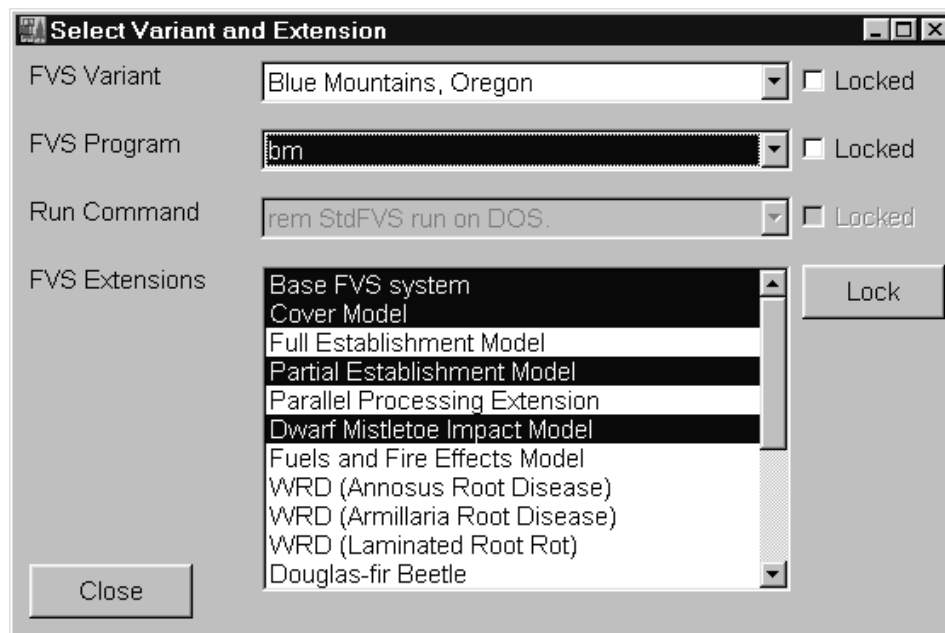 Select Variant and Extension
FVS Variant
Blue Mountains, Oregon
Locked
FVS Program
bm
Locked
Run Command
rem StdFVS run on DOS.
Locked
FVS Extensions
Base FVS system
Cover Model
Full Establishment Model
Partial Establishment Model
Parallel Processing Extension
Dwarf Mistletoe Impact Model
Fuels and Fire Effects Model
WRD (Annosus Root Disease)
WRD (Armillaria Root Disease)
WRD (Laminated Root Rot)
Douglas-fir Beetle
Lock
Close